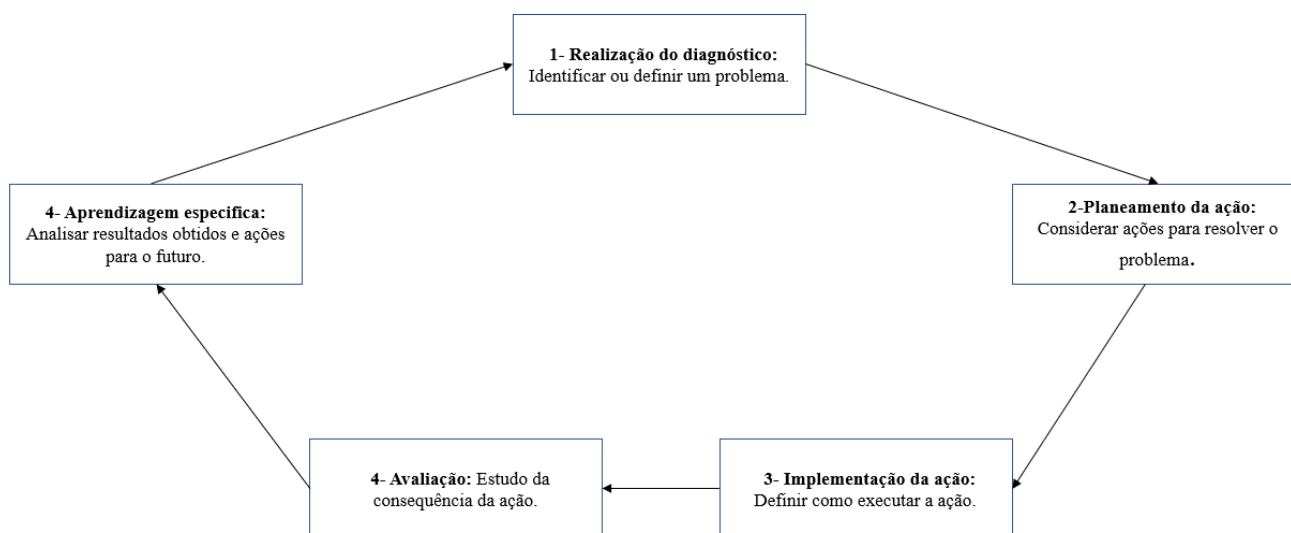 1- Realização do diagnóstico:
Identificar ou definir um problema.
2-Planeamento da ação:
Considerar ações para resolver o
problema.
3- Implementação da ação:
Definir como executar a ação.
4- Avaliação: Estudo da
consequência da ação.
4- Aprendizagem especifica:
Analisar resultados obtidos e ações
para o futuro.